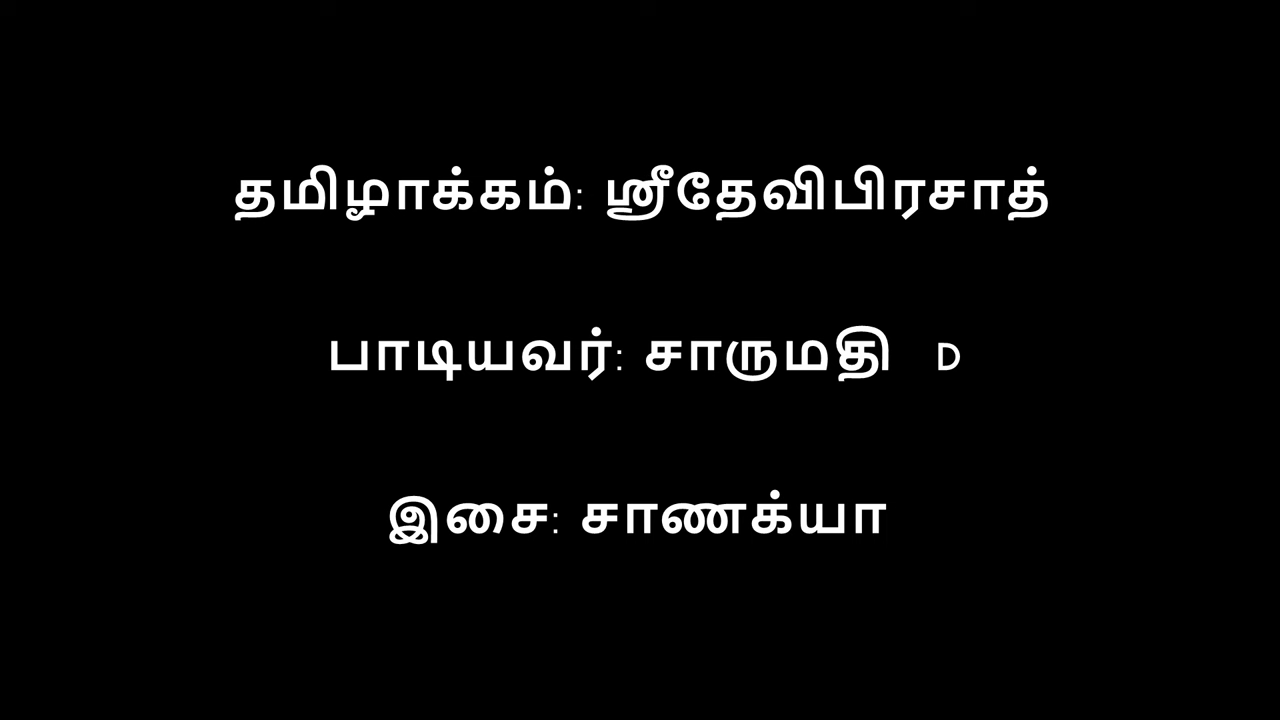 தமிழாக்கம்: ஸ்ரீதேவிபிரசாத்
பாடியவர்: சாருமதி D
இசை: சாணக்யா